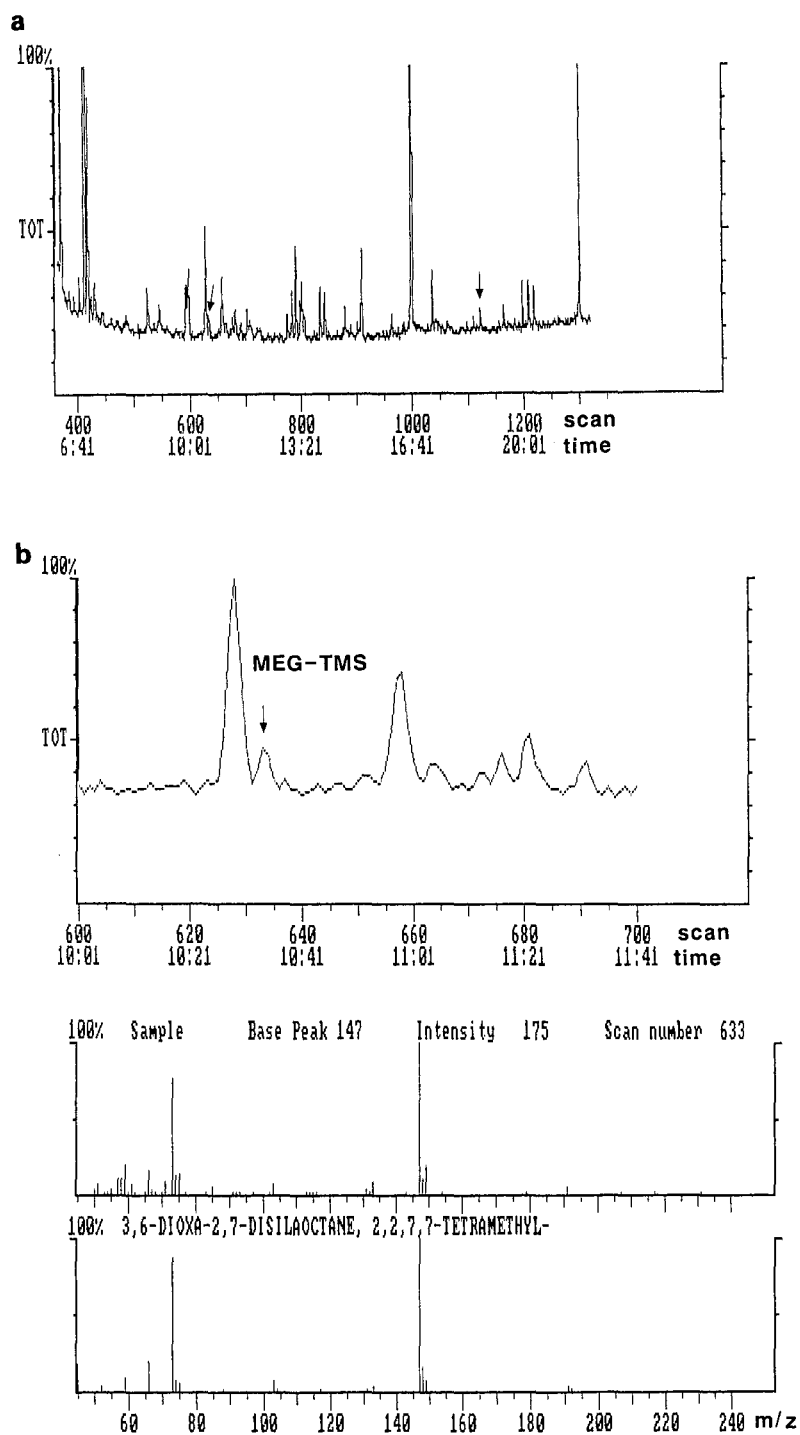 a
100%
TOT
400 600 800 1000 1200 scan
6:41 10:01 13:21 16:41 20:01 time
b
100%
MEG-TMS
TOT
600 620 640 660 680 700 scan
10:01 10:21 10:41 11:01 11:21 11:41 time
100% Sample Base Peak 147 Intensity 175 Scan number 633
100% 3,6-DIOXA-2,7-DISILAOCTANE, 2,2,7,7-TETRAMETHYL-
60 80 100 120 140 160 180 200 220 240 m/z